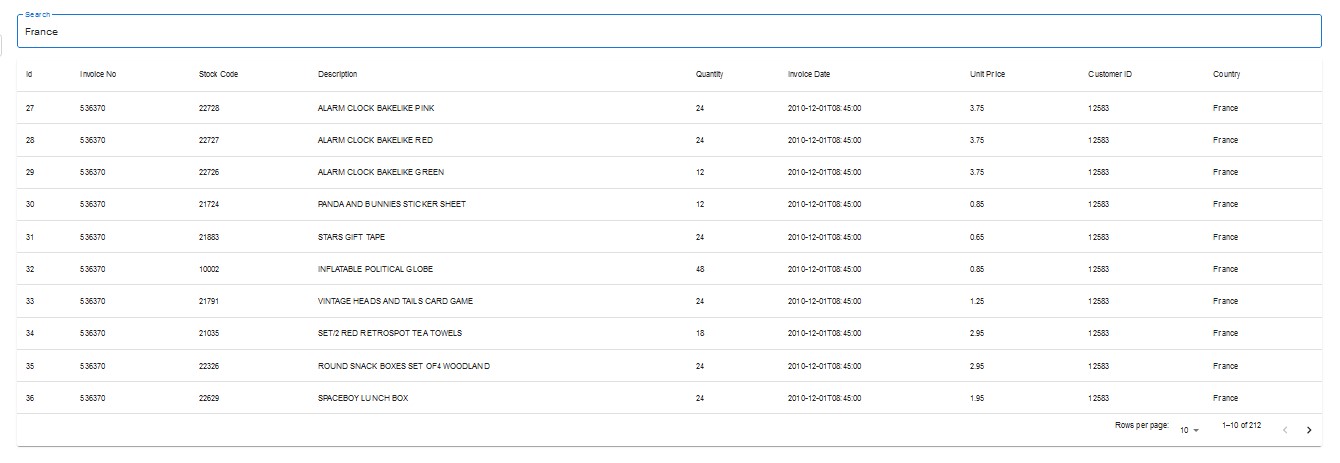 Search
France
Id Invoice No Stock Code Description Quantity Invoice Date Unit Price Customer ID Country
27 536370 22728 ALARM CLOCK BAKELIKE PINK 24 2010-12-01T08:45:00 3.75 12583 France
28 536370 22727 ALARM CLOCK BAKELIKE RED 24 2010-12-01T08:45:00 3.75 12583 France
29 536370 22726 ALARM CLOCK BAKELIKE GREEN 12 2010-12-01T08:45:00 3.75 12583 France
30 536370 21724 PANDA AND BUNNIES STICKER SHEET 12 2010-12-01T08:45:00 0.85 12583 France
31 536370 21883 STARS GIFT TAPE 24 2010-12-01T08:45:00 0.65 12583 France
32 536370 10002 INFLATABLE POLITICAL GLOBE 48 2010-12-01T08:45:00 0.85 12583 France
33 536370 21791 VINTAGE HEADS AND TAILS CARD GAME 24 2010-12-01T08:45:00 1.25 12583 France
34 536370 21035 SET/2 RED RETROSPOT TEA TOWELS 18 2010-12-01T08:45:00 2.95 12583 France
35 536370 22326 ROUND SNACK BOXES SET OF4 WOODLAND 24 2010-12-01T08:45:00 2.95 12583 France
36 536370 22629 SPACEBOY LUNCH BOX 24 2010-12-01T08:45:00 1.95 12583 France
Rows per page: 10 1–10 of 212